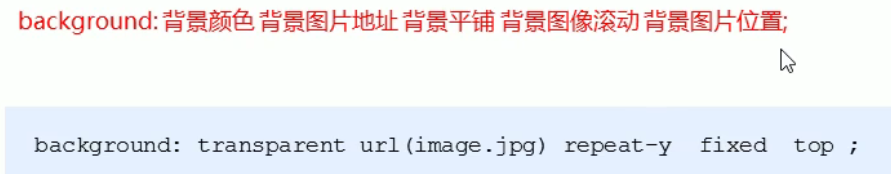 background: 背景颜色 背景图片地址 背景平铺 背景图像滚动 背景图片位置;
background: transparent url(image.jpg) repeat-y fixed top ;